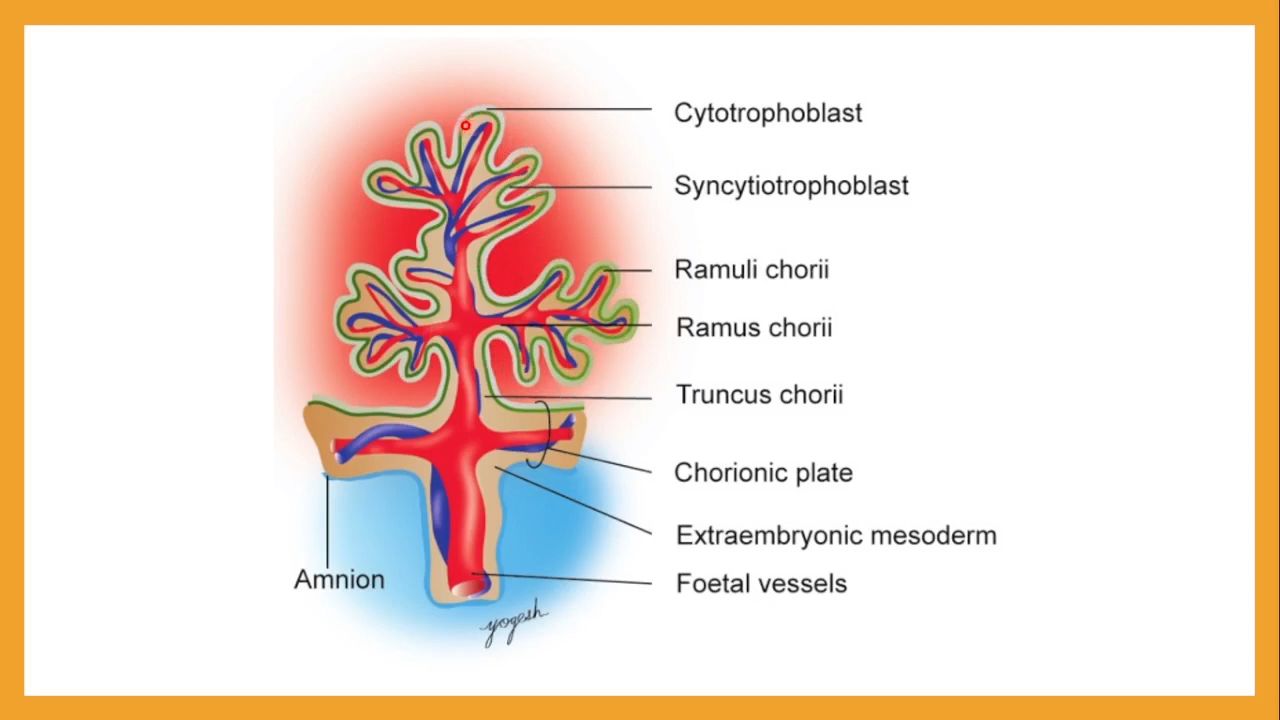 Cytotrophoblast
Syncytiotrophoblast
Ramuli chorii
Ramus chorii
Truncus chorii
Chorionic plate
Extraembryonic mesoderm
Foetal vessels
Amnion
yogesh